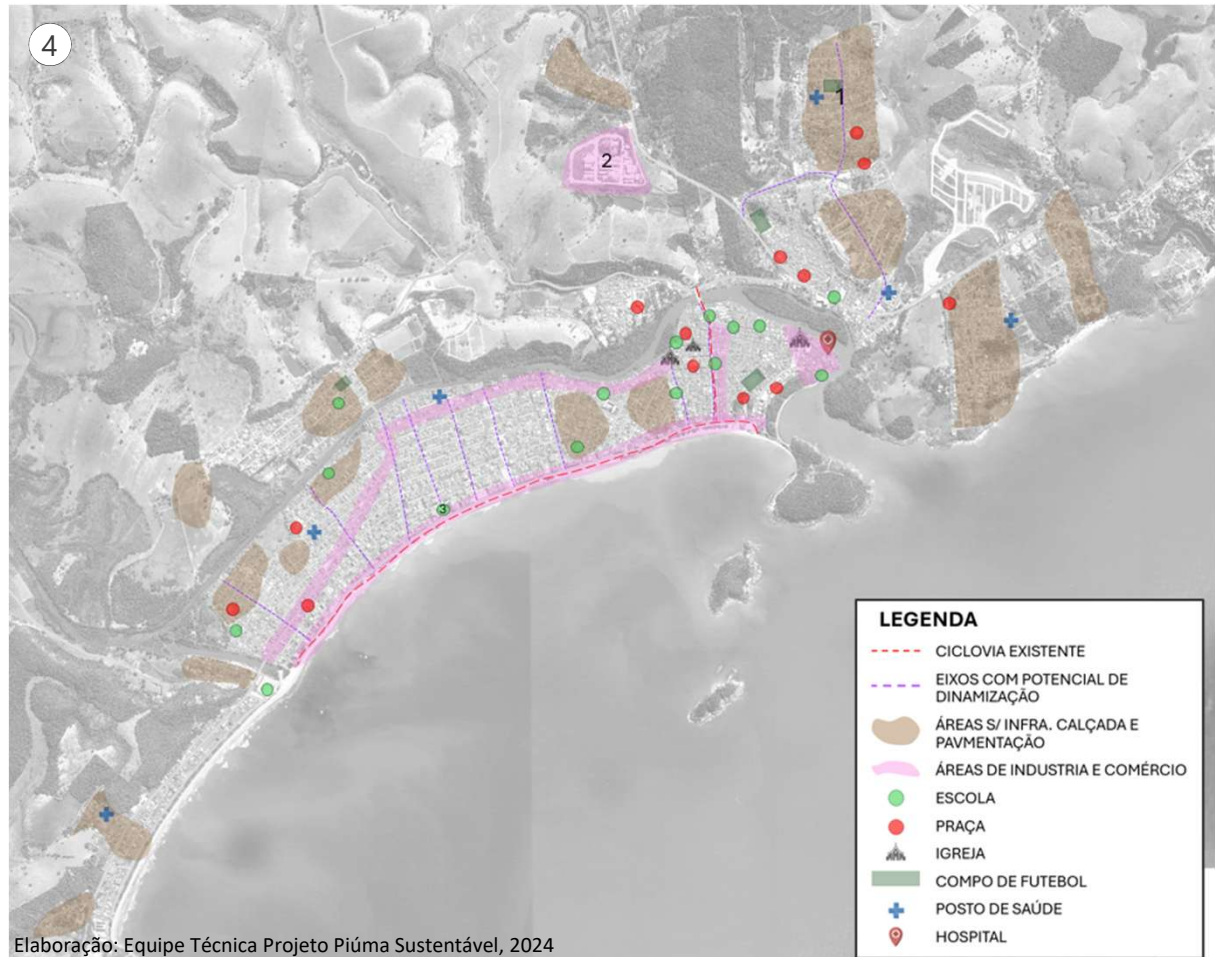 4
1
2
3
LEGENDA
CICLOVIA EXISTENTE
EIXOS COM POTENCIAL DE
DINAMIZAÇÃO
ÁREAS S/ INFRA. CALÇADA E
PAVMENTAÇÃO
ÁREAS DE INDUSTRIA E COMÉRCIO
ESCOLA
PRAÇA
IGREJA
COMPO DE FUTEBOL
POSTO DE SAÚDE
HOSPITAL
Elaboração: Equipe Técnica Projeto Piúma Sustentável, 2024